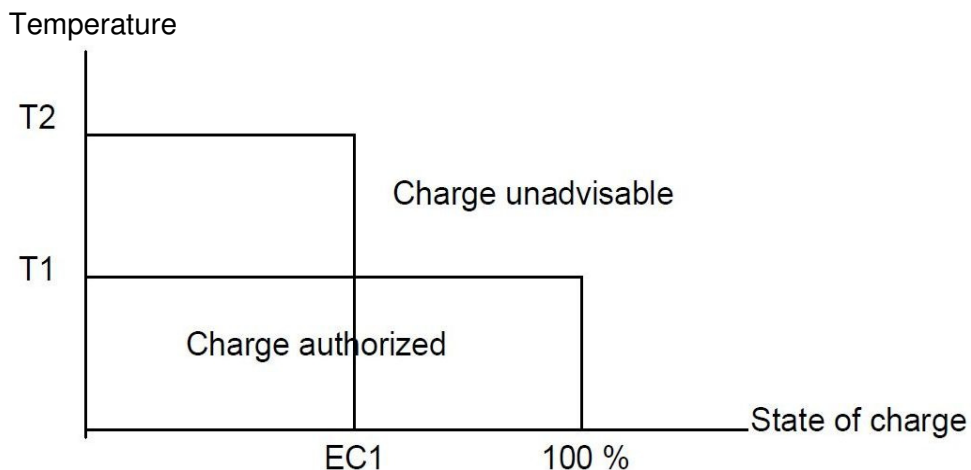 Temperature
T2
Charge unadvisable
T1
Charge authorized
State of charge
EC1
100 %